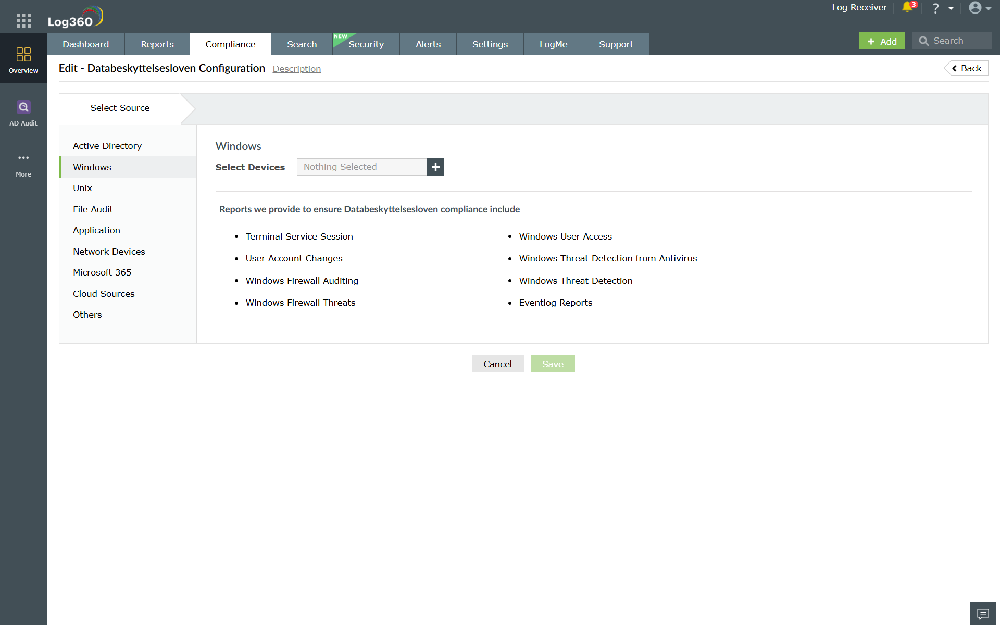 Log360
Log Receiver
3
?
Dashboard
Reports
Compliance
Search
NEW
Security
Alerts
Settings
LogMe
Support
+ Add
Search
Overview
AD Audit
More
Edit - Databeskyttelsesloven Configuration
Description
Back
Select Source
Active Directory
Windows
Unix
File Audit
Application
Network Devices
Microsoft 365
Cloud Sources
Others
Windows
Select Devices
Nothing Selected
Reports we provide to ensure Databeskyttelsesloven compliance include
• Terminal Service Session
• User Account Changes
• Windows Firewall Auditing
• Windows Firewall Threats
• Windows User Access
• Windows Threat Detection from Antivirus
• Windows Threat Detection
• Eventlog Reports
Cancel
Save